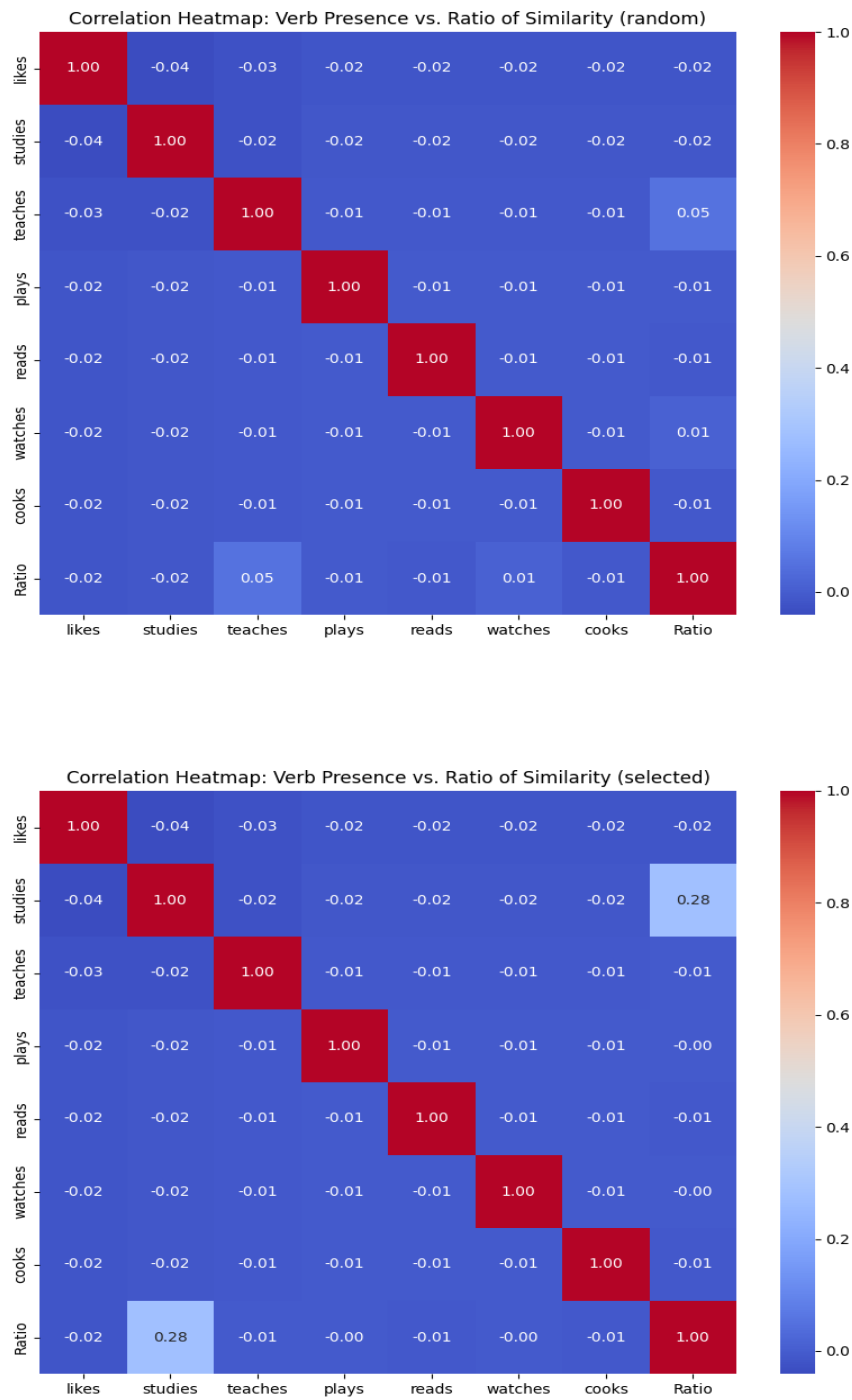 Correlation Heatmap: Verb Presence vs. Ratio of Similarity (random)
likes 1.00 -0.04 -0.03 -0.02 -0.02 -0.02 -0.02 -0.02
studies -0.04 1.00 -0.02 -0.02 -0.02 -0.02 -0.02 -0.02
teaches -0.03 -0.02 1.00 -0.01 -0.01 -0.01 -0.01 0.05
plays -0.02 -0.02 -0.01 1.00 -0.01 -0.01 -0.01 -0.01
reads -0.02 -0.02 -0.01 -0.01 1.00 -0.01 -0.01 -0.01
watches -0.02 -0.02 -0.01 -0.01 -0.01 1.00 -0.01 0.01
cooks -0.02 -0.02 -0.01 -0.01 -0.01 -0.01 1.00 -0.01
Ratio -0.02 -0.02 0.05 -0.01 -0.01 0.01 -0.01 1.00
likes studies teaches plays reads watches cooks Ratio
1.0
0.8
0.6
0.4
0.2
0.0
Correlation Heatmap: Verb Presence vs. Ratio of Similarity (selected)
likes 1.00 -0.04 -0.03 -0.02 -0.02 -0.02 -0.02 -0.02
studies -0.04 1.00 -0.02 -0.02 -0.02 -0.02 -0.02 0.28
teaches -0.03 -0.02 1.00 -0.01 -0.01 -0.01 -0.01 -0.01
plays -0.02 -0.02 -0.01 1.00 -0.01 -0.01 -0.01 -0.00
reads -0.02 -0.02 -0.01 -0.01 1.00 -0.01 -0.01 -0.01
watches -0.02 -0.02 -0.01 -0.01 -0.01 1.00 -0.01 -0.00
cooks -0.02 -0.02 -0.01 -0.01 -0.01 -0.01 1.00 -0.01
Ratio -0.02 0.28 -0.01 -0.00 -0.01 -0.00 -0.01 1.00
likes studies teaches plays reads watches cooks Ratio
1.0
0.8
0.6
0.4
0.2
0.0